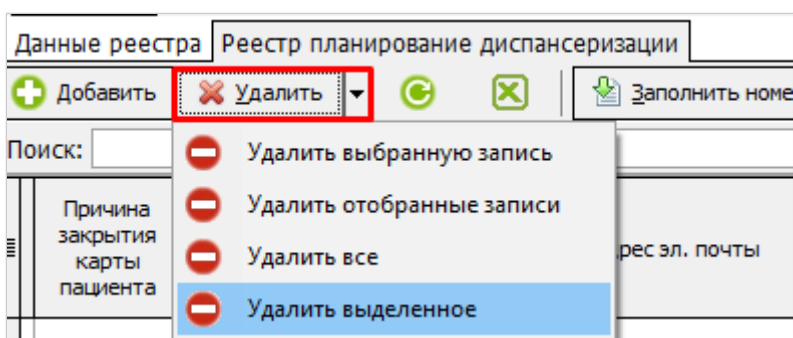 Данные реестра Реестр планирование диспансеризации
Добавить Удалить Заполнить номе
Поиск: Удалить выбранную запись
Удалить отобранные записи
Причина
закрытия
карты
пациента
Удалить все
рес эл. почты
Удалить выделенное